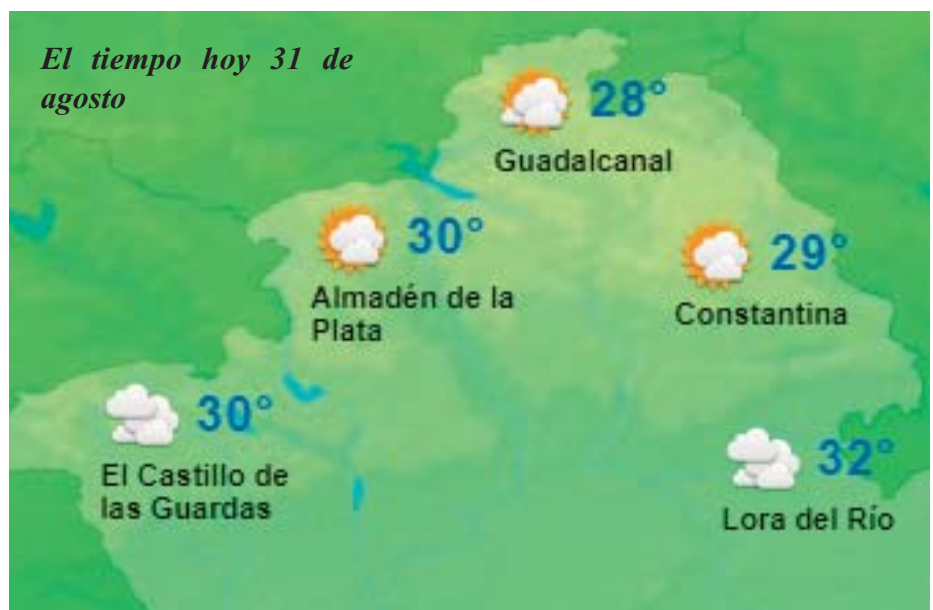 El tiempo hoy 31 de
agosto
28°
Guadalcanal
30°
Almadén de la
Plata
29°
Constantina
30°
El Castillo de
las Guardas
32°
Lora del Río